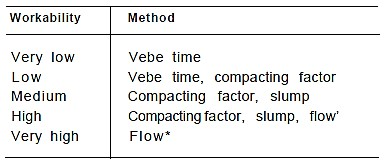 Workability Method
Very low Vebe time
Low Vebe time, compacting factor
Medium Compacting factor, slump
High Compacting factor, slump, flow’
Very high Flow*